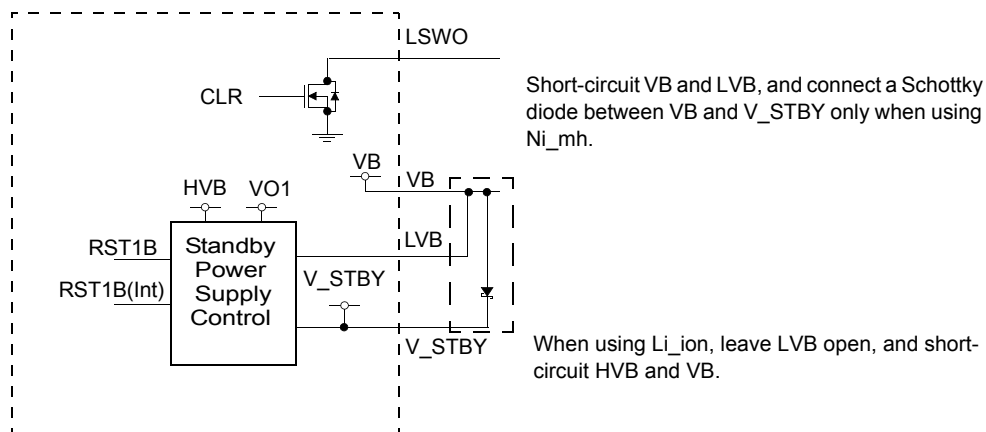 LSWO
CLR
Short-circuit VB and LVB, and connect a Schottky
diode between VB and V_STBY only when using
Ni_mh.
VB
VB
HVB
VO1
RST1B
RST1B(Int)
Standby
Power
Supply
Control
LVB
V_STBY
V_STBY
When using Li_ion, leave LVB open, and short-
circuit HVB and VB.